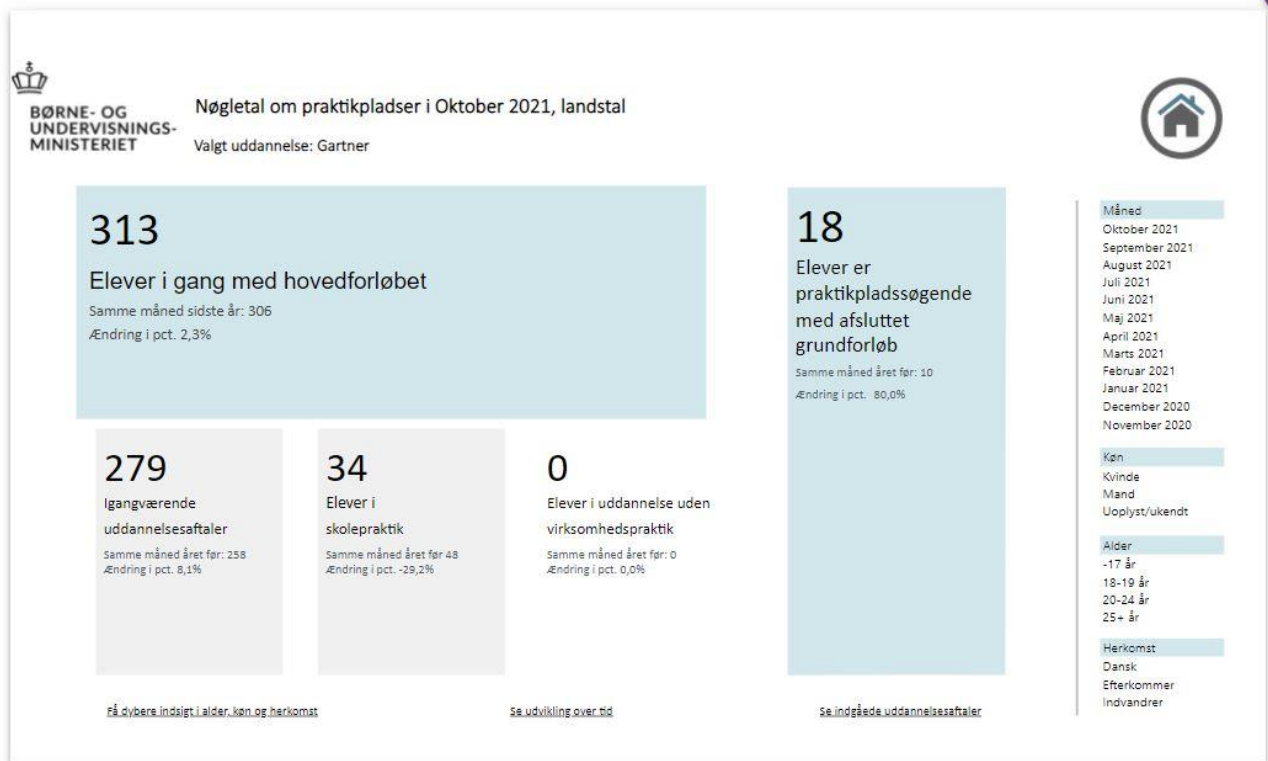 BØRNE- OG
UNDERVISNINGS-
MINISTERIET
Nøgletal om praktikpladser i Oktober 2021, landstal
Valgt uddannelse: Gartner
313
Elever i gang med hovedforløbet
Samme måned sidste år: 306
Ændring i pct. 2,3%
18
Elever er
praktikpladssøgende
med afsluttet
grundforløb
Samme måned året før: 10
Ændring i pct. 80,0%
279
Igangværende
uddannelsesaftaler
Samme måned året før: 258
Ændring i pct. 8,1%
34
Elever i
skolepraktik
Samme måned året før 48
Ændring i pct. -29,2%
0
Elever i uddannelse uden
virksomhedspraktik
Samme måned året før: 0
Ændring i pct. 0,0%
Få dybere indsigt i alder, køn og herkomst
Se udvikling over tid
Se indgåede uddannelsesaftaler
Måned
Oktober 2021
September 2021
August 2021
Juli 2021
Juni 2021
Maj 2021
April 2021
Marts 2021
Februar 2021
Januar 2021
December 2020
November 2020
Køn
Kvinde
Mand
Uoplyst/ukendt
Alder
-17 år
18-19 år
20-24 år
25+ år
Herkomst
Dansk
Efterkommer
Indvandrer